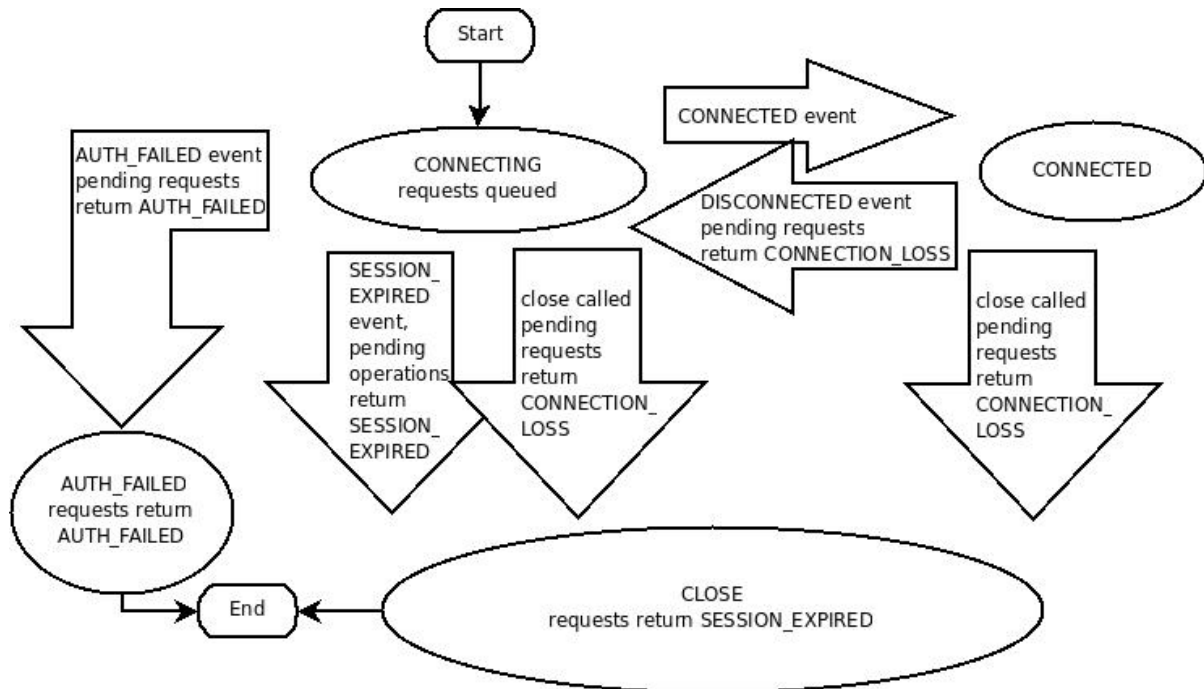 Start
CONNECTED event
AUTH_FAILED event
pending requests
return AUTH_FAILED
CONNECTING
requests queued
CONNECTED
DISCONNECTED event
pending requests
return CONNECTION_LOSS
SESSION_
EXPIRED
event,
pending
operations
return
SESSION_
EXPIRED
close called
pending
requests
return
CONNECTION_
LOSS
close called
pending
requests
return
CONNECTION_
LOSS
AUTH_FAILED
requests return
AUTH_FAILED
End
CLOSE
requests return SESSION_EXPIRED